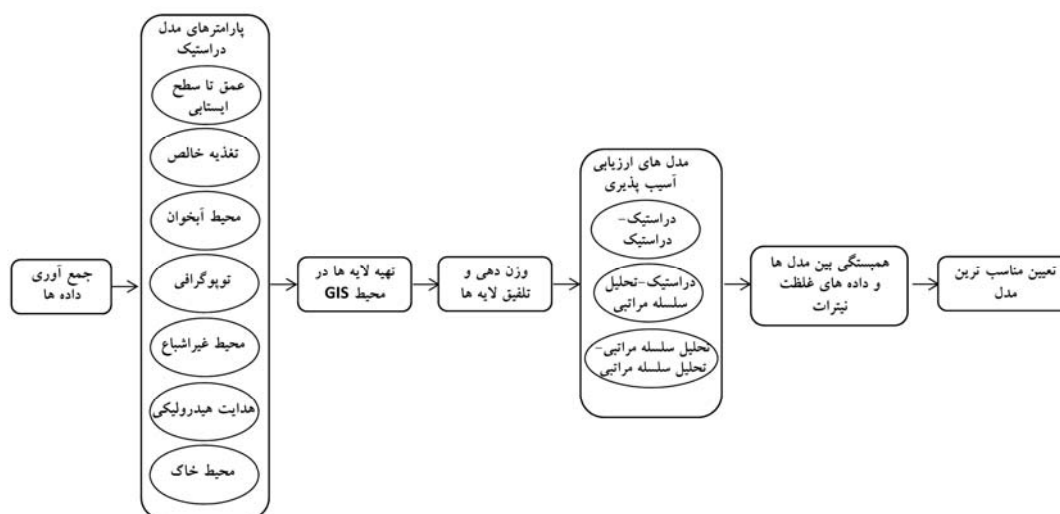 جمع آوری
داده ها
پارامترهای مدل
دراستیک
عمق تا سطح
ایستابی
تغذیه خالص
محیط آبخوان
توپوگرافی
محیط غیراشباع
هدایت هیدرولیکی
محیط خاک
تهیه لایه ها در
محیط GIS
وزن دهی و
تلفیق لایه ها
مدل های ارزیابی
آسیب پذیری
دراستیک-
دراستیک
دراستیک-تحلیل
سلسله مراتبی
تحلیل سلسله مراتبی-
تحلیل سلسله مراتبی
همبستگی بین مدل ها
و داده های غلظت
نیترات
تعیین مناسب ترین
مدل